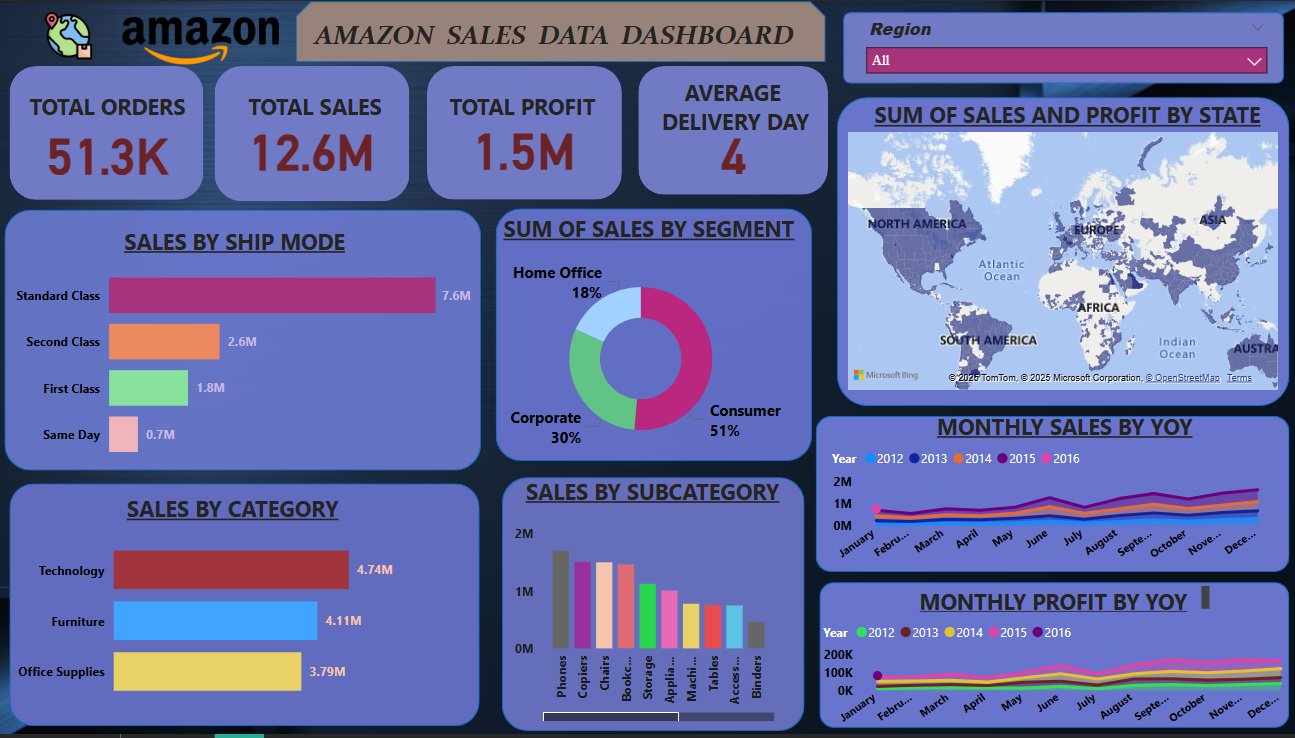 amazon
AMAZON SALES DATA DASHBOARD
Region
All
TOTAL ORDERS
51.3K
TOTAL SALES
12.6M
TOTAL PROFIT
1.5M
AVERAGE
DELIVERY DAY
4
SUM OF SALES AND PROFIT BY STATE
NORTH AMERICA
EUROPE
ASIA
Atlantic
Ocean
AFRICA
SOUTH AMERICA
Indian
Ocean
AUSTRA
Microsoft Bing
© 2025 TomTom, © 2025 Microsoft Corporation, © OpenStreetMap Terms
SALES BY SHIP MODE
Standard Class 7.6M
Second Class 2.6M
First Class 1.8M
Same Day 0.7M
SUM OF SALES BY SEGMENT
Home Office
18%
Corporate
30%
Consumer
51%
MONTHLY SALES BY YOY
Year 2012 2013 2014 2015 2016
2M
1M
0M
January Febru... March April May June July August Septe... October Nove... Dece...
SALES BY CATEGORY
Technology 4.74M
Furniture 4.11M
Office Supplies 3.79M
SALES BY SUBCATEGORY
2M
1M
0M
Phones Copiers Chairs Bookc... Storage Applia... Machi... Tables Access... Binders
MONTHLY PROFIT BY YOY
Year 2012 2013 2014 2015 2016
200K
100K
0K
January Febru... March April May June July August Septe... October Nove... Dece...